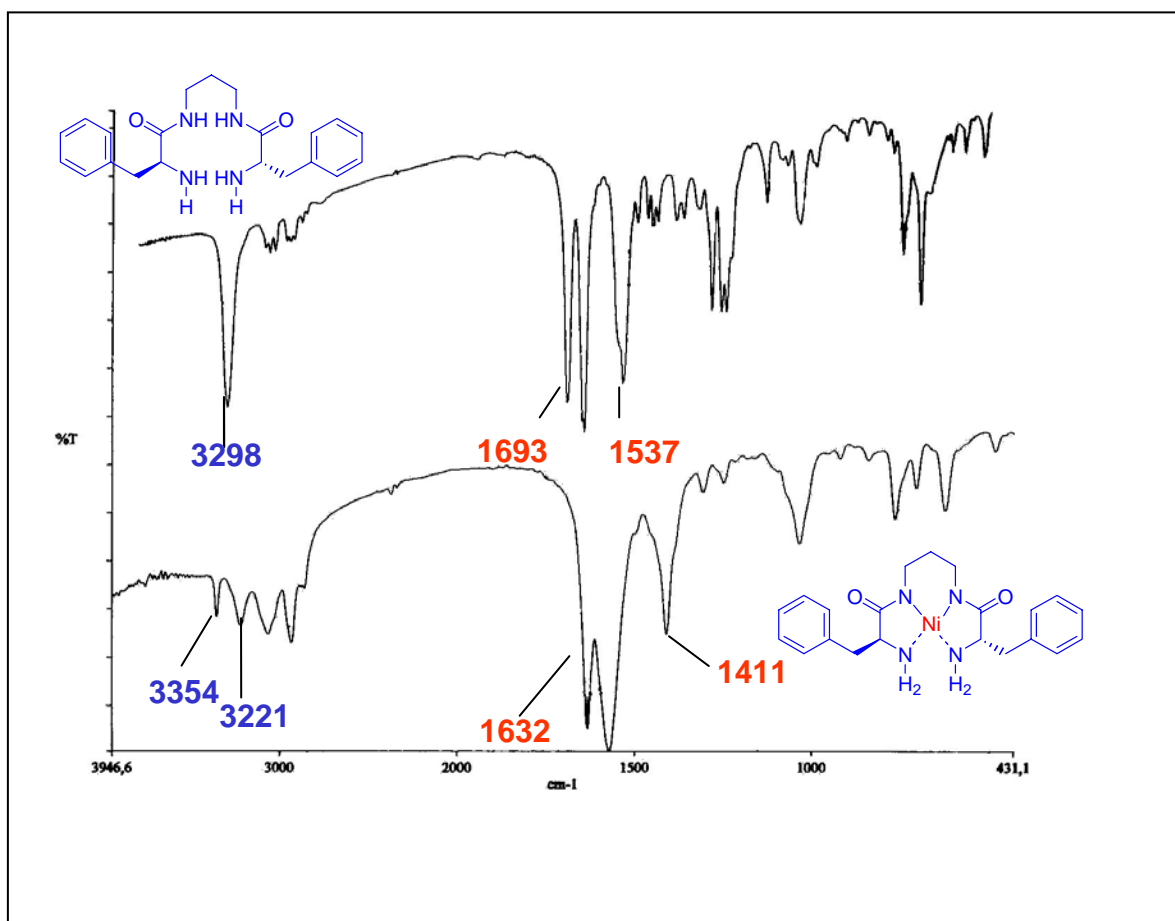 O
NH HN
O
NH HN
H
H
%T
3298
1693
1537
O
N
N
O
Ni
N
H2
N
H2
3354
3221
1632
1411
3946,6
3000
2000
1500
1000
431,1
cm-1